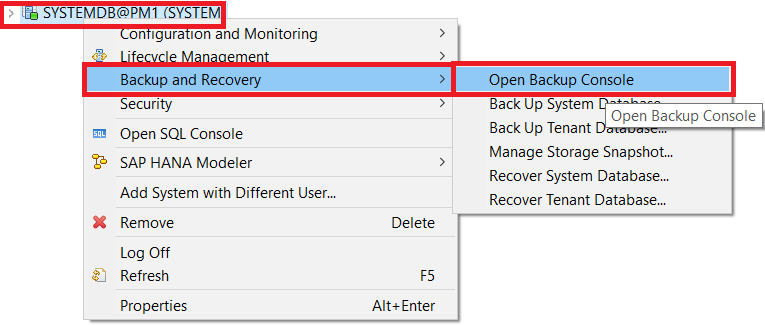 SYSTEMDB@PM1 (SYSTEM
Configuration and Monitoring
Lifecycle Management
Backup and Recovery
Security
SQL Open SQL Console
SAP HANA Modeler
Add System with Different User...
Remove Delete
Log Off
Refresh F5
Properties Alt+Enter
Open Backup Console
Back Up System Database...
Open Backup Console
Back Up Tenant Database...
Manage Storage Snapshot...
Recover System Database...
Recover Tenant Database...